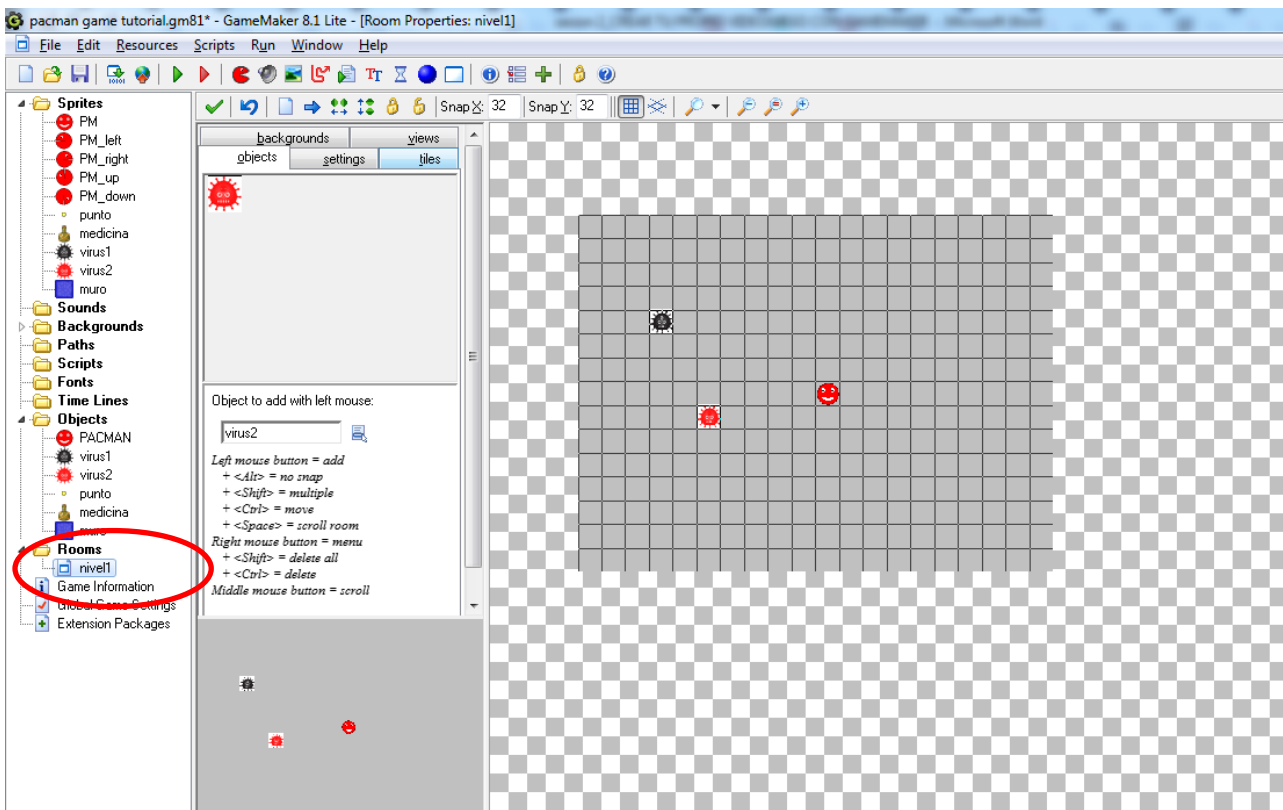 pacman game tutorial.gm81* - GameMaker 8.1 Lite - [Room Properties: nivel1]
File Edit Resources Scripts Run Window Help
Snap X: 32 Snap Y: 32
Sprites
PM
PM_left
PM_right
PM_up
PM_down
punto
medicina
virus1
virus2
muro
Sounds
Backgrounds
Paths
Scripts
Fonts
Time Lines
Objects
PACMAN
virus1
virus2
punto
medicina
muro
Rooms
nivel1
Game Information
Global Game Settings
Extension Packages
backgrounds views
objects settings tiles
Object to add with left mouse:
virus2
Left mouse button = add
+ <Alt> = no snap
+ <Shift> = multiple
+ <Ctrl> = move
+ <Space> = scroll room
Right mouse button = menu
+ <Shift> = delete all
+ <Ctrl> = delete
Middle mouse button = scroll